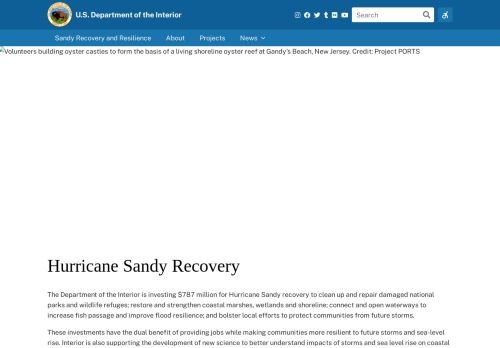 U.S. Department of the Interior
Search
Sandy Recovery and Resilience About Projects News
Volunteers building oyster castles to form the basis of a living shoreline oyster reef at Gandy's Beach, New Jersey. Credit: Project PORTS
Hurricane Sandy Recovery
The Department of the Interior is investing $787 million for Hurricane Sandy recovery to clean up and repair damaged national
parks and wildlife refuges; restore and strengthen coastal marshes, wetlands and shoreline; connect and open waterways to
increase fish passage and improve flood resilience; and bolster local efforts to protect communities from future storms.
These investments have the dual benefit of providing jobs while making communities more resilient to future storms and sea-level
rise. Interior is also supporting the development of new science to better understand impacts of storms and sea level rise on coastal